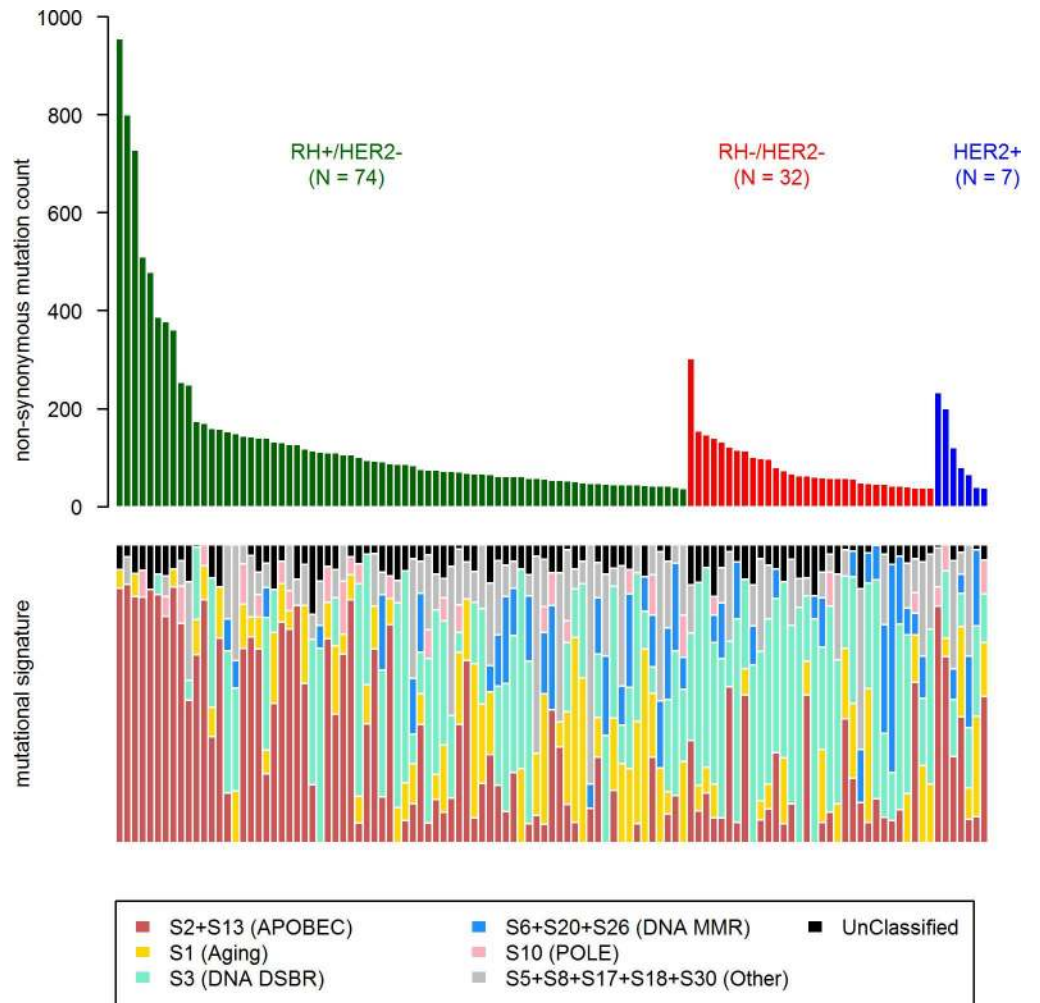 1000
800
600
400
200
0
non-synonymous mutation count
RH+/HER2-
(N = 74)
RH-/HER2-
(N = 32)
HER2+
(N = 7)
mutational signature
S2+S13 (APOBEC)
S1 (Aging)
S3 (DNA DSBR)
S6+S20+S26 (DNA MMR)
S10 (POLE)
S5+S8+S17+S18+S30 (Other)
UnClassified